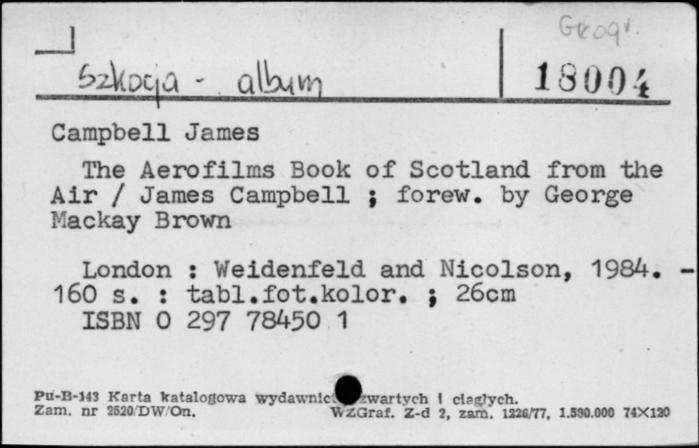 Geogr.
Szkocja - album
18004
Campbell James
The Aerofilms Book of Scotland from the
Air / James Campbell ; forew. by George
Mackay Brown
London : Weidenfeld and Nicolson, 1984. -
160 s. : tabl.fot.kolor. ; 26cm
ISBN 0 297 78450 1
Pu-B-143 Karta katalogowa wydawnic zwartych i ciągłych.
Zam. nr 2520/DW/On. WZGraf. Z-d 2, zam. 1226/77, 1.590.000 74X120